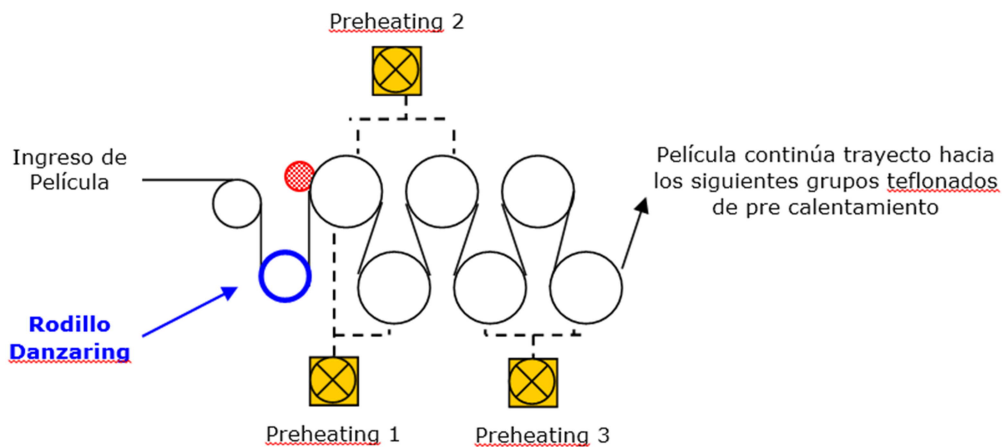 Preheating 2
Ingreso de
Película
Película continúa trayecto hacia
los siguientes grupos teflonados
de pre calentamiento
Rodillo
Danzaring
Preheating 1
Preheating 3